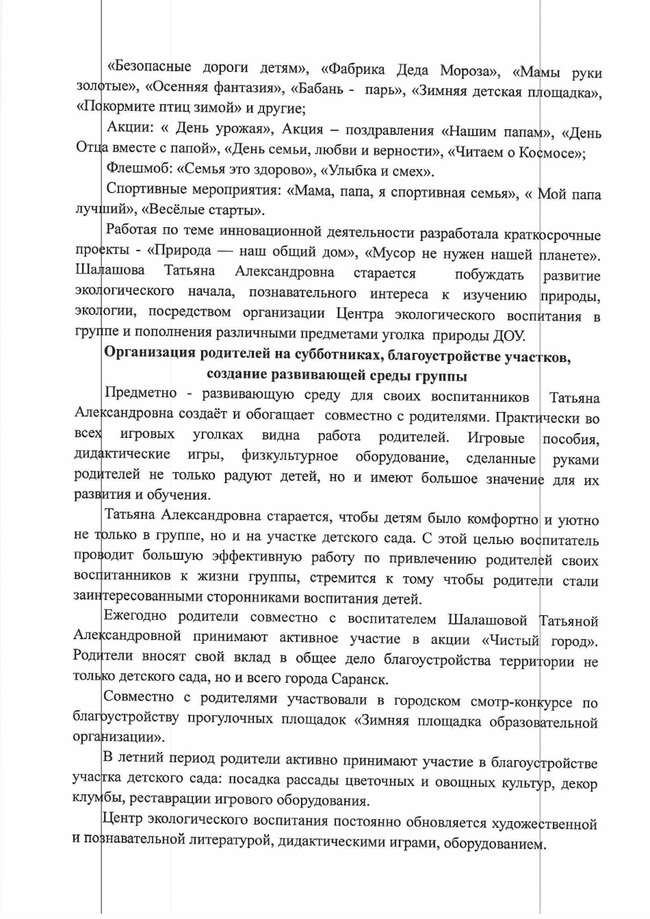 «Безопасные дороги детям», «Фабрика Деда Мороза», «Мамы руки
золотые», «Осенняя фантазия», «Бабань - парь», «Зимняя детская площадка»,
«Покормите птиц зимой» и другие;
Акции: « День урожая», Акция – поздравления «Нашим папам», «День
Отца вместе с папой», «День семьи, любви и верности», «Читаем о Космосе»;
Флешмоб: «Семья это здорово», «Улыбка и смех».
Спортивные мероприятия: «Мама, папа, я спортивная семья», « Мой папа
лучший», «Весёлые старты».
Работая по теме инновационной деятельности разработала краткосрочные
проекты - «Природа — наш общий дом», «Мусор не нужен нашей планете».
Шалашова Татьяна Александровна старается побуждать развитие
экологического начала, познавательного интереса к изучению природы,
экологии, посредством организации Центра экологического воспитания в
группе и пополнения различными предметами уголка природы ДОУ.
Организация родителей на субботниках, благоустройстве участков,
создание развивающей среды группы
Предметно - развивающую среду для своих воспитанников Татьяна
Александровна создаёт и обогащает совместно с родителями. Практически во
всех игровых уголках видна работа родителей. Игровые пособия,
дидактические игры, физкультурное оборудование, сделанные руками
родителей не только радуют детей, но и имеют большое значение для их
развития и обучения.
Татьяна Александровна старается, чтобы детям было комфортно и уютно
не только в группе, но и на участке детского сада. С этой целью воспитатель
проводит большую эффективную работу по привлечению родителей своих
воспитанников к жизни группы, стремится к тому чтобы родители стали
заинтересованными сторонниками воспитания детей.
Ежегодно родители совместно с воспитателем Шалашовой Татьяной
Александровной принимают активное участие в акции «Чистый город».
Родители вносят свой вклад в общее дело благоустройства территории не
только детского сада, но и всего города Саранск.
Совместно с родителями участвовали в городском смотр-конкурсе по
благоустройству прогулочных площадок «Зимняя площадка образовательной
организации».
В летний период родители активно принимают участие в благоустройстве
участка детского сада: посадка рассады цветочных и овощных культур, декор
клумбы, реставрации игрового оборудования.
Центр экологического воспитания постоянно обновляется художественной
и познавательной литературой, дидактическими играми, оборудованием.